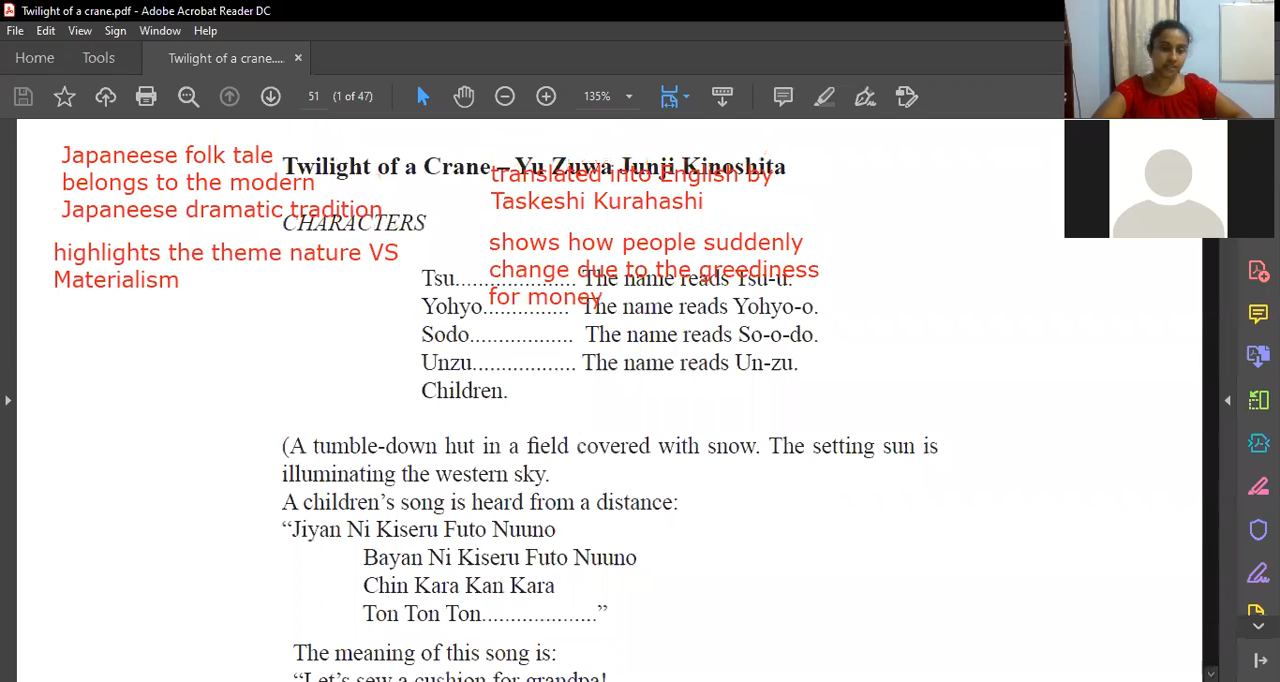 Twilight of a crane.pdf - Adobe Acrobat Reader DC
File Edit View Sign Window Help
Home Tools Twilight of a crane.... ×
51 (1 of 47) 135%
Japaneese folk tale
belongs to the modern
Japaneese dramatic tradition
highlights the theme nature VS
Materialism
Twilight of a Crane – Yu Zuwa Junji Kinoshita
translated into English by
Taskeshi Kurahashi
shows how people suddenly
change due to the greediness
for money
CHARACTERS
Tsu..................... The name reads Tsu-u.
Yohyo............... The name reads Yohyo-o.
Sodo.................. The name reads So-o-do.
Unzu................... The name reads Un-zu.
Children.
(A tumble-down hut in a field covered with snow. The setting sun is
illuminating the western sky.
A children's song is heard from a distance:
“Jiyan Ni Kiseru Futo Nuuno
Bayan Ni Kiseru Futo Nuuno
Chin Kara Kan Kara
Ton Ton Ton....................”
The meaning of this song is:
“Let's sew a cushion for grandpa!